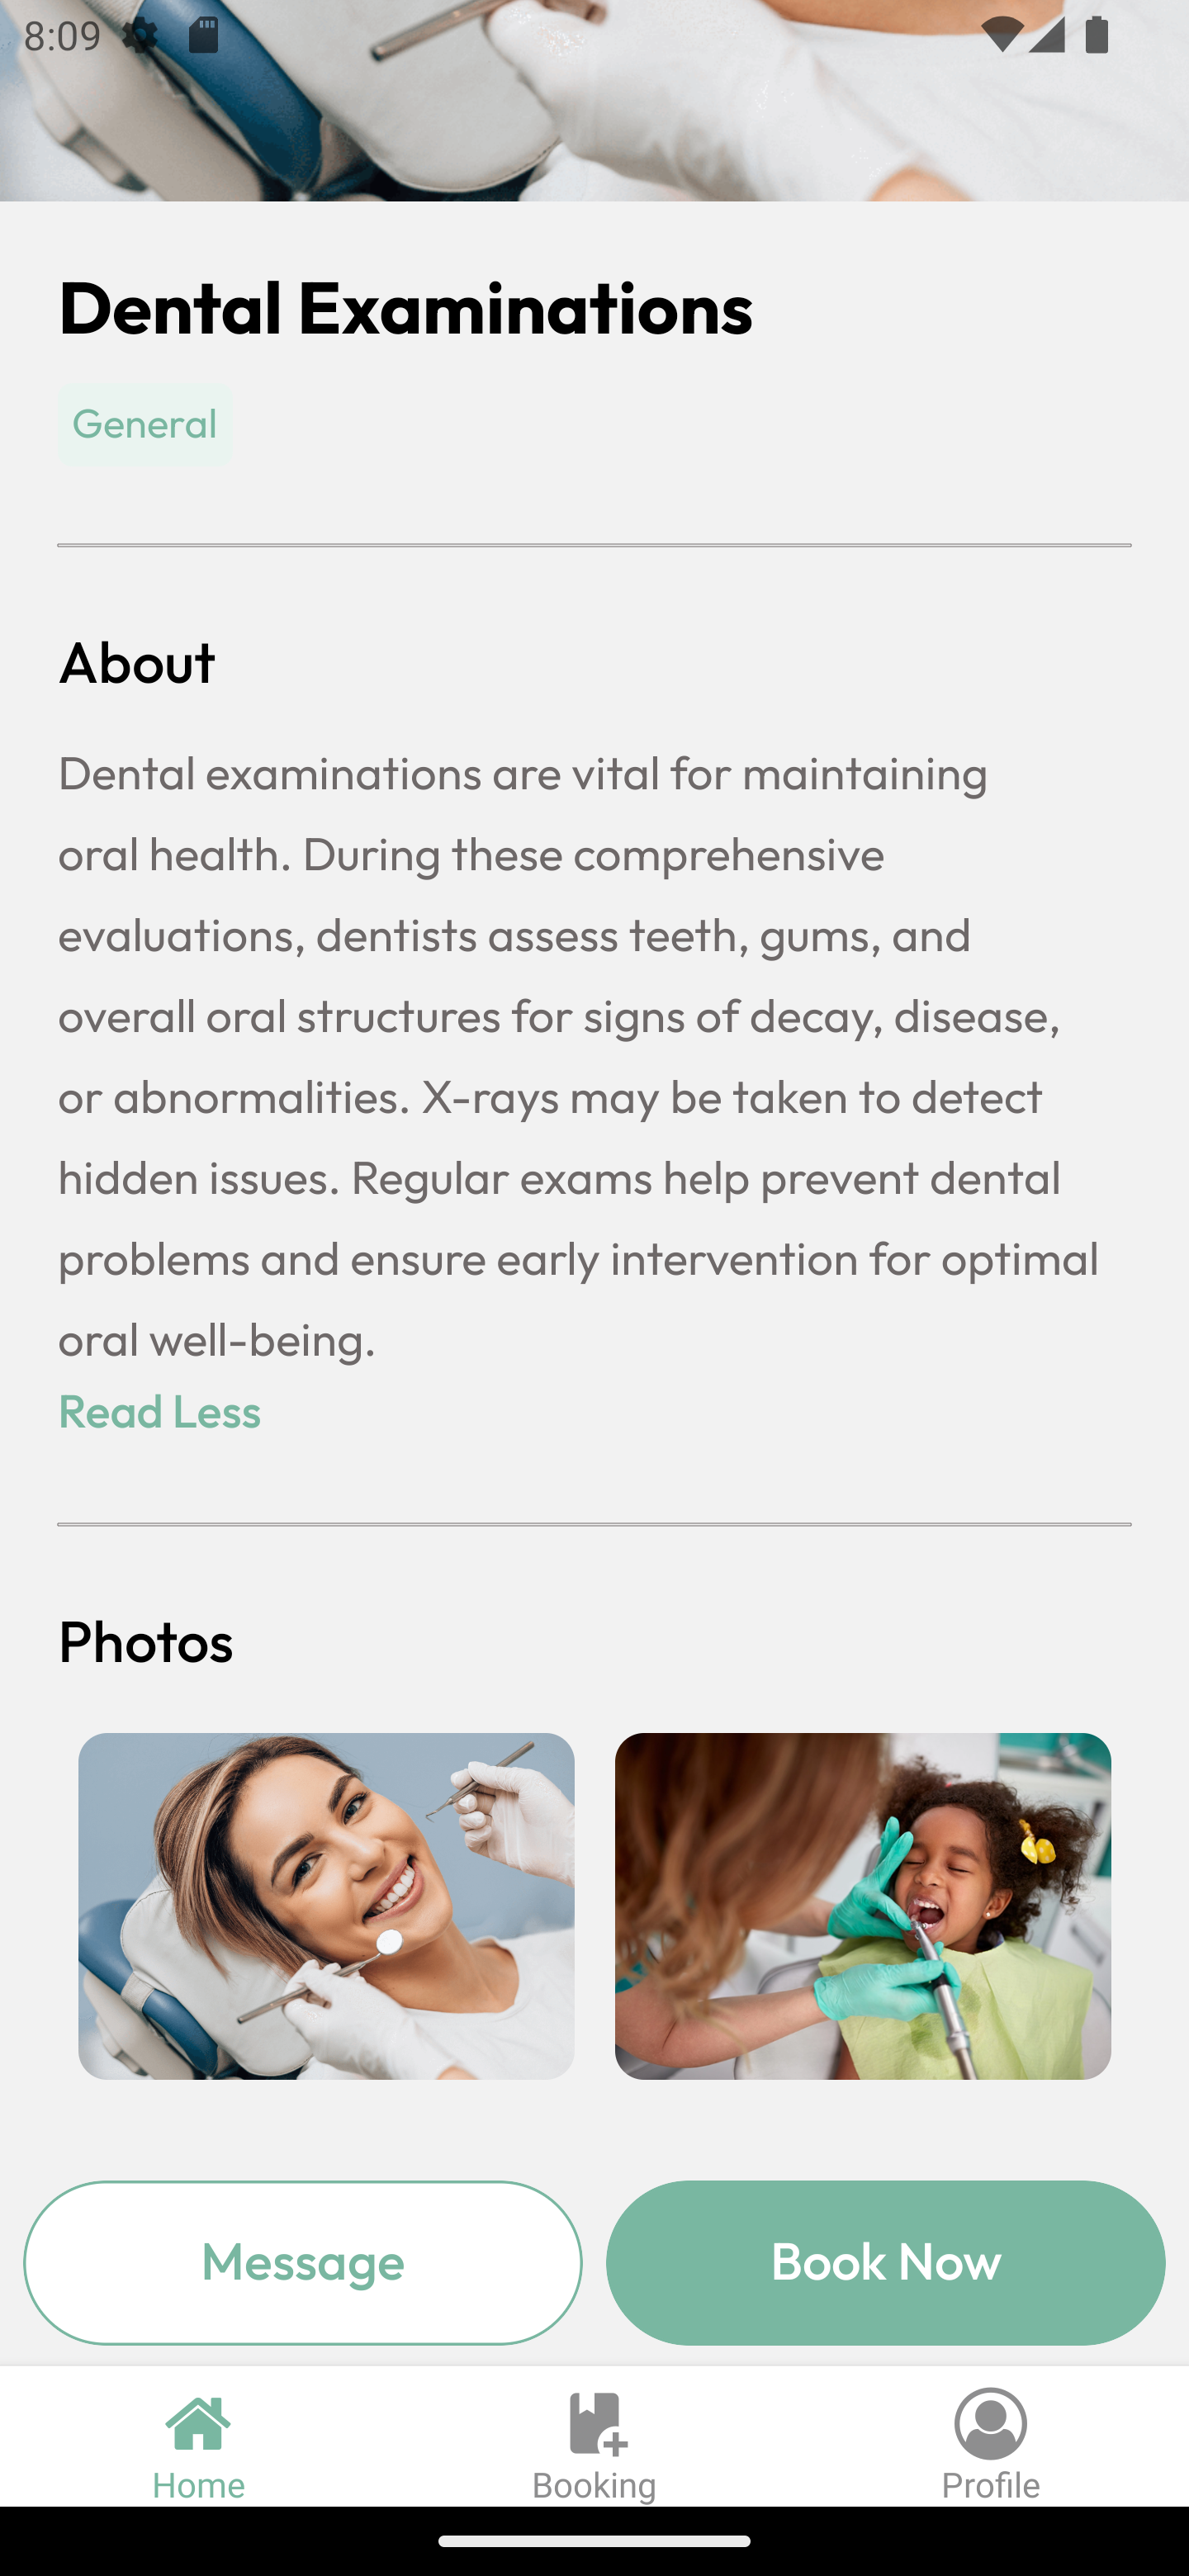 8:09
Dental Examinations
General
About
Dental examinations are vital for maintaining
oral health. During these comprehensive
evaluations, dentists assess teeth, gums, and
overall oral structures for signs of decay, disease,
or abnormalities. X-rays may be taken to detect
hidden issues. Regular exams help prevent dental
problems and ensure early intervention for optimal
oral well-being.
Read Less
Photos
Message
Book Now
Home
Booking
Profile